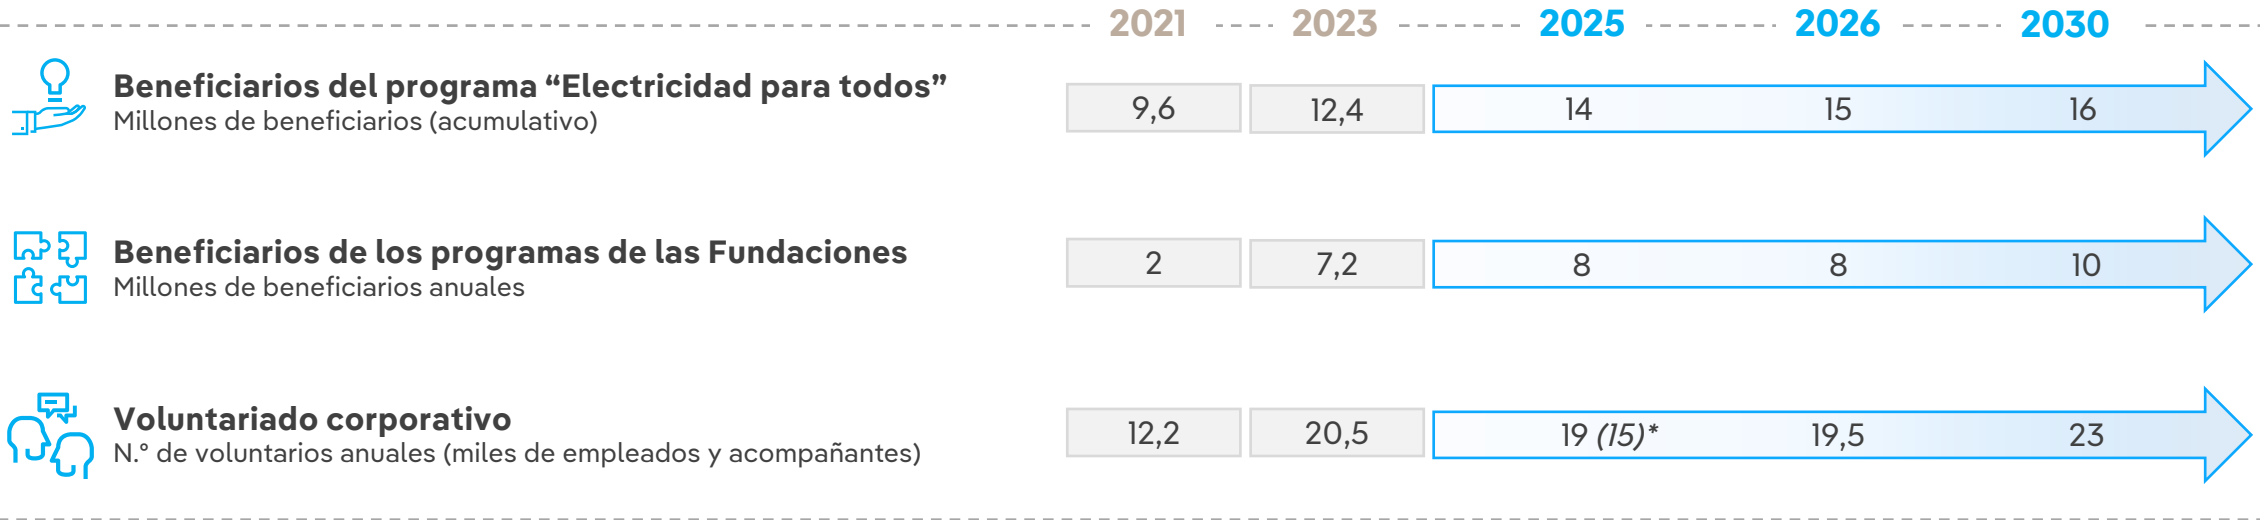 2021 2023 2025 2026 2030
Beneficiarios del programa “Electricidad para todos”
Millones de beneficiarios (acumulativo)
9,6 12,4 14 15 16
Beneficiarios de los programas de las Fundaciones
Millones de beneficiarios anuales
2 7,2 8 8 10
Voluntariado corporativo
N.º de voluntarios anuales (miles de empleados y acompañantes)
12,2 20,5 19 (15)* 19,5 23